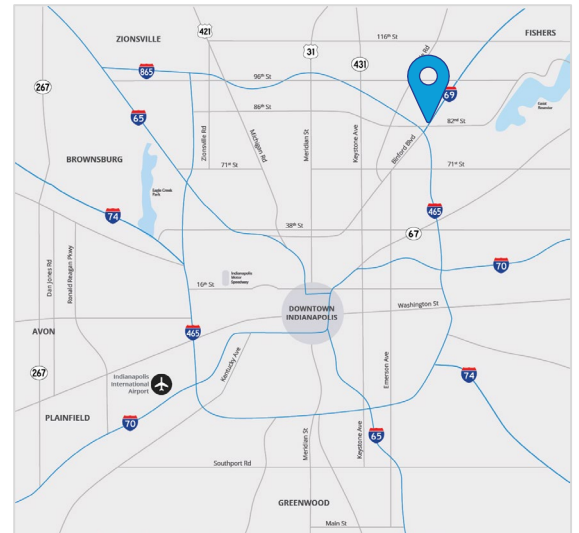 ZIONSVILLE
421
116th St
FISHERS
31
431
Rd
865
96th St
267
69
86th St
82nd St
65
Zionsville Rd
Michigan Rd
Meridian St
Keystone Ave
Binford Blvd
BROWNSBURG
71st St
71st St
Eagle Creek
Park
74
465
38th St
67
Dan Jones Rd
Ronald Reagan Pkwy
70
16th St
Indianapolis
Motor
Speedway
DOWNTOWN
INDIANAPOLIS
Washington St
AVON
465
Kentucky Ave
Emerson Ave
267
Indianapolis
International
Airport
74
PLAINFIELD
70
Meridian St
Keystone Ave
65
Southport Rd
GREENWOOD
Main St